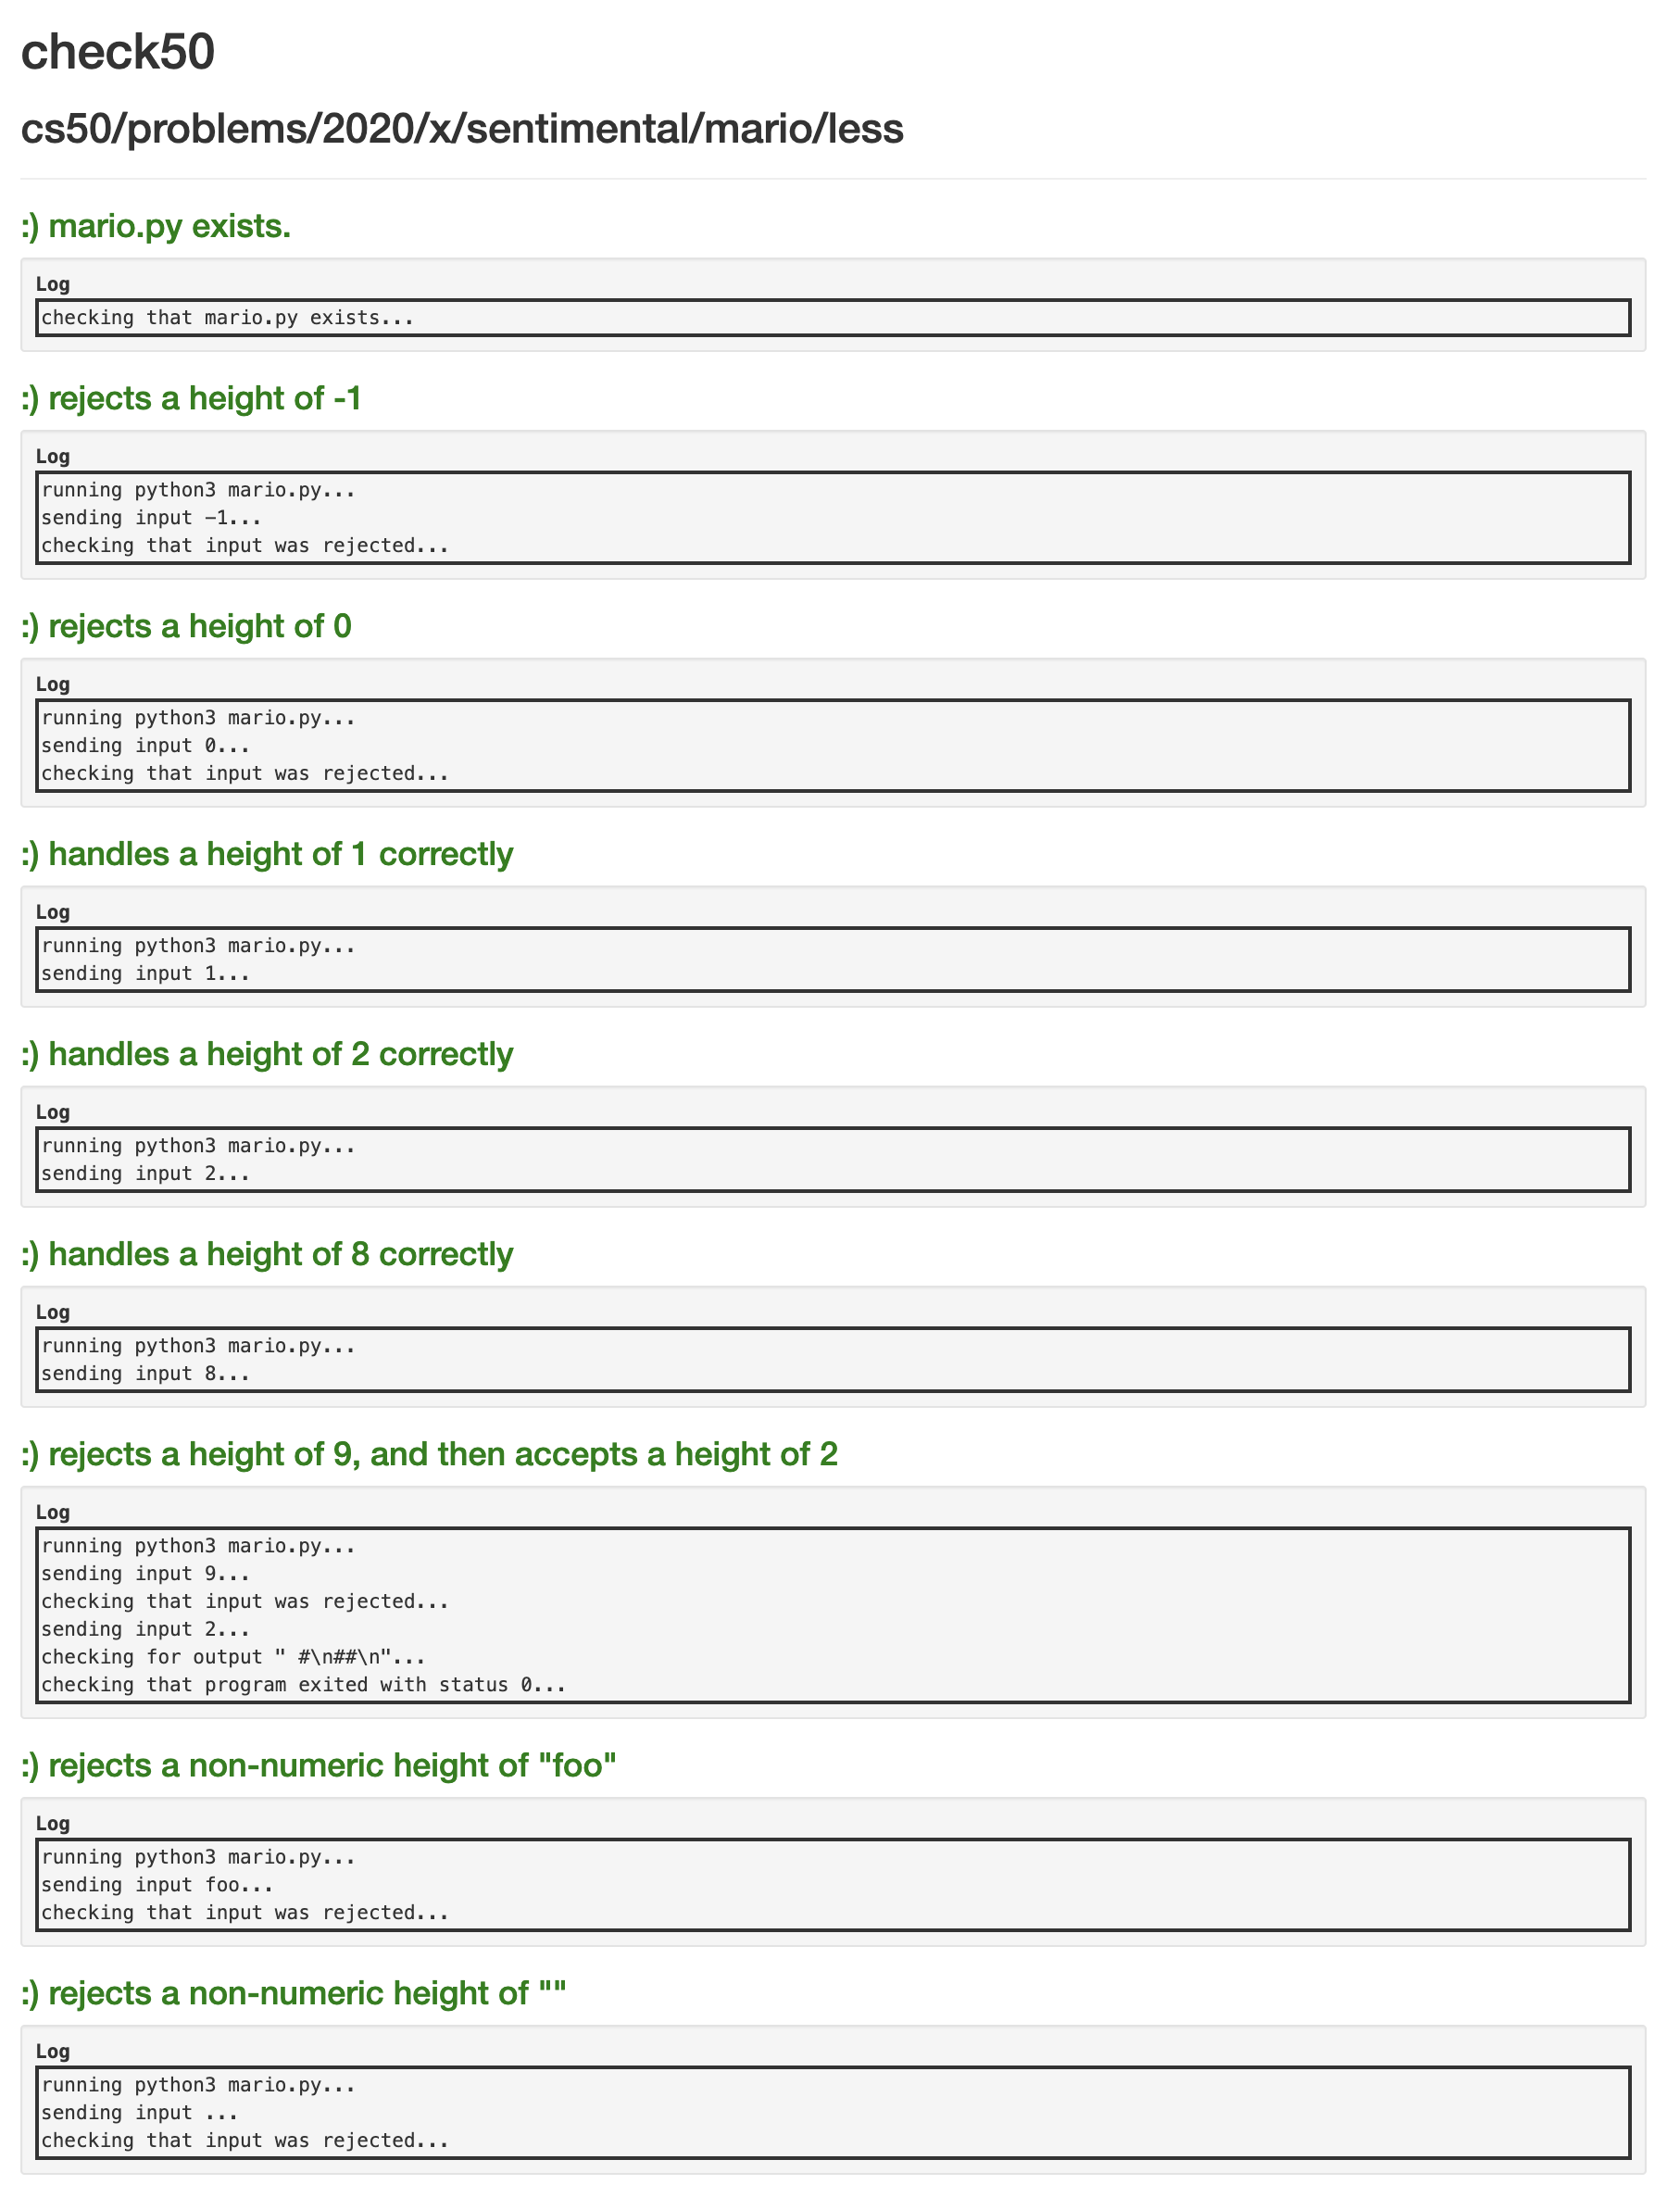 check50
cs50/problems/2020/x/sentimental/mario/less
:) mario.py exists.
Log
checking that mario.py exists...
:) rejects a height of -1
Log
running python3 mario.py...
sending input -1...
checking that input was rejected...
:) rejects a height of 0
Log
running python3 mario.py...
sending input 0...
checking that input was rejected...
:) handles a height of 1 correctly
Log
running python3 mario.py...
sending input 1...
:) handles a height of 2 correctly
Log
running python3 mario.py...
sending input 2...
:) handles a height of 8 correctly
Log
running python3 mario.py...
sending input 8...
:) rejects a height of 9, and then accepts a height of 2
Log
running python3 mario.py...
sending input 9...
checking that input was rejected...
sending input 2...
checking for output " #\n##\n"...
checking that program exited with status 0...
:) rejects a non-numeric height of "foo"
Log
running python3 mario.py...
sending input foo...
checking that input was rejected...
:) rejects a non-numeric height of ""
Log
running python3 mario.py...
sending input ...
checking that input was rejected...